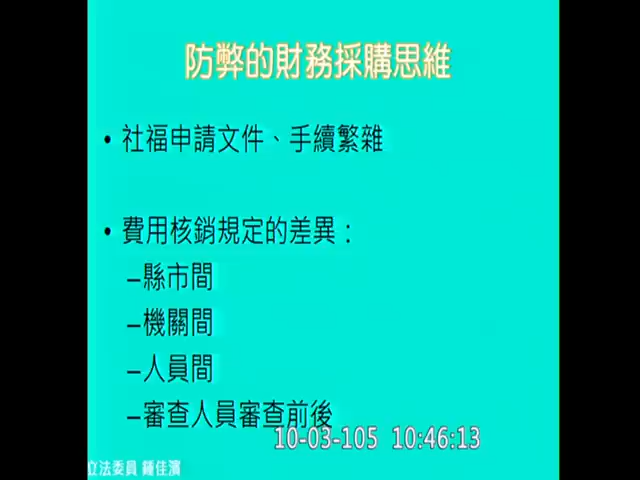 防弊的財務採購思維
• 社福申請文件、手續繁雜
• 費用核銷規定的差異：
–縣市間
–機關間
–人員間
–審查人員審查前後
10-03-105 10:46:13
立法委員 鍾佳濱